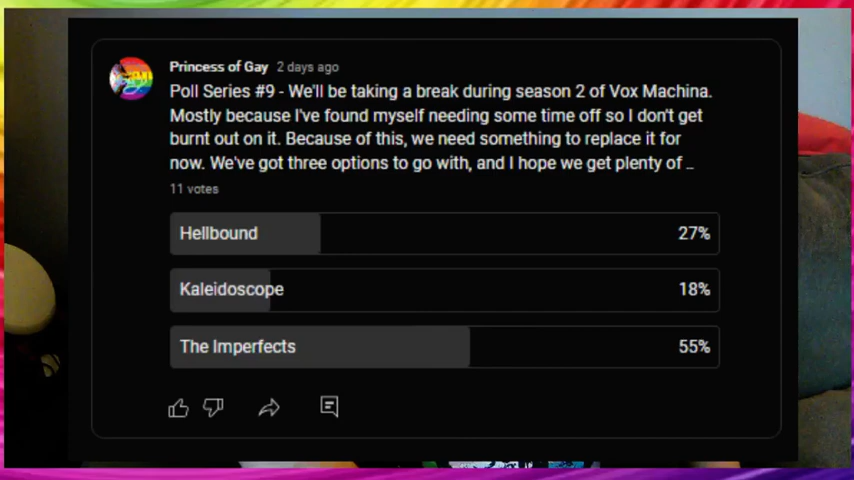 Princess of Gay 2 days ago
Poll Series #9 - We'll be taking a break during season 2 of Vox Machina.
Mostly because I've found myself needing some time off so I don't get
burnt out on it. Because of this, we need something to replace it for
now. We've got three options to go with, and I hope we get plenty of ...
11 votes
Hellbound 27%
Kaleidoscope 18%
The Imperfects 55%